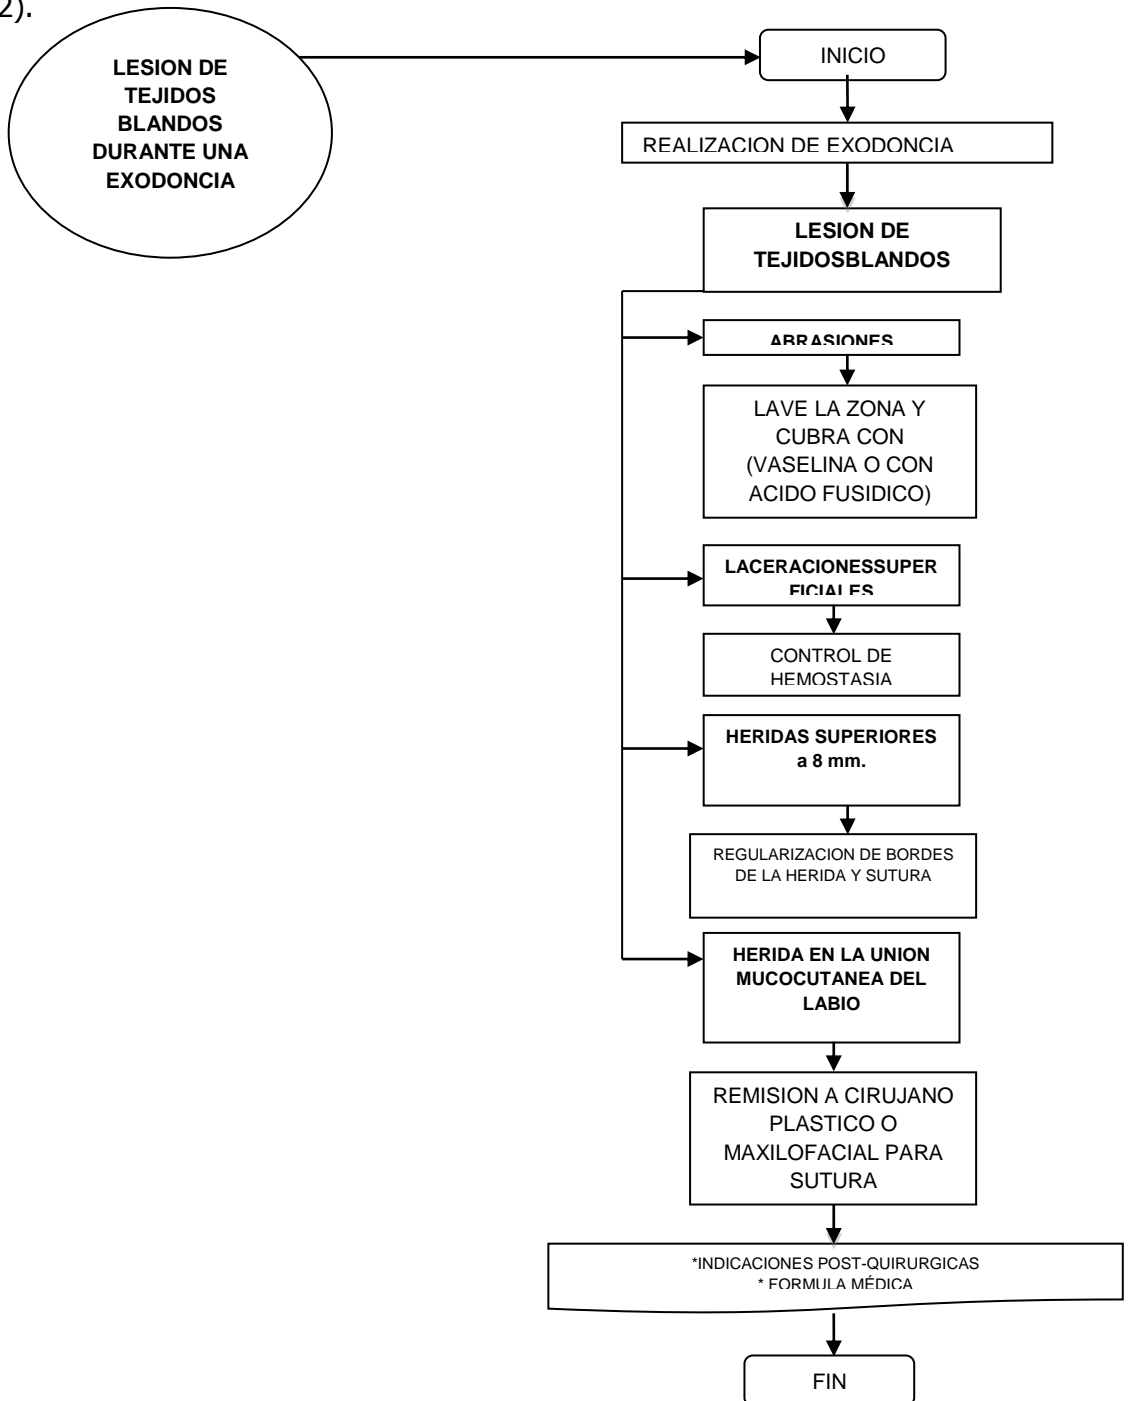 2).
LESION DE
TEJIDOS
BLANDOS
DURANTE UNA
EXODONCIA
INICIO
REALIZACION DE EXODONCIA
LESION DE
TEJIDOSBLANDOS
ABRASIONES
LAVE LA ZONA Y
CUBRA CON
(VASELINA O CON
ACIDO FUSIDICO)
LACERACIONESSUPER
FICIALES
CONTROL DE
HEMOSTASIA
HERIDAS SUPERIORES
a 8 mm.
REGULARIZACION DE BORDES
DE LA HERIDA Y SUTURA
HERIDA EN LA UNION
MUCOCUTANEA DEL
LABIO
REMISION A CIRUJANO
PLASTICO O
MAXILOFACIAL PARA
SUTURA
*INDICACIONES POST-QUIRURGICAS
* FORMULA MÉDICA
FIN